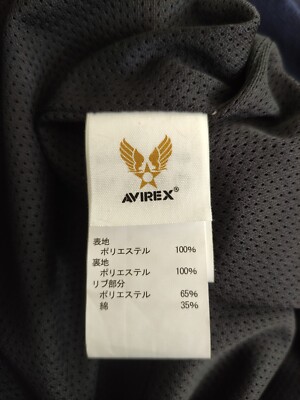 AVIREX®
表地
ポリエステル 100%
裏地
ポリエステル 100%
リブ部分
ポリエステル 65%
綿 35%